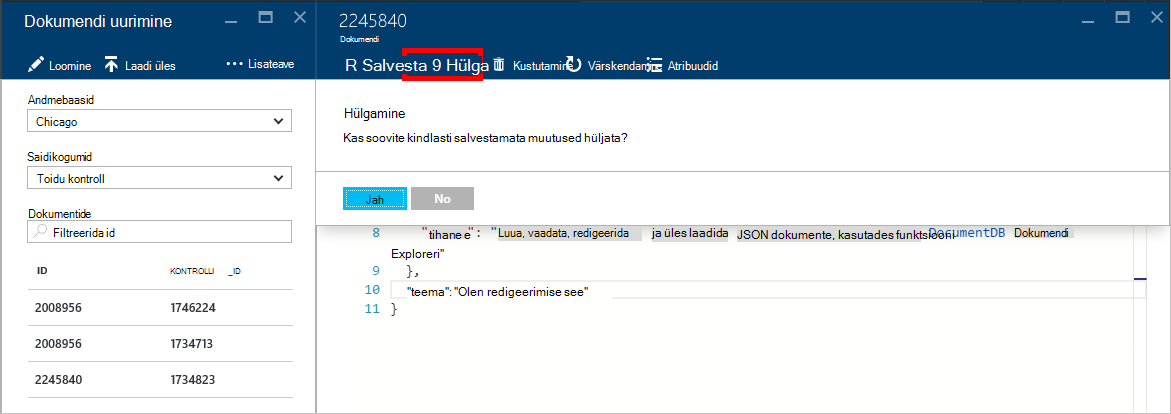 Dokumendi uurimine
Loomine Laadi üles ... Lisateave
Andmebaasid
Chicago
Saidikogumid
Toidu kontroll
Dokumentide
Filtreerida id
ID KONTROLLI _ID
2008956 1746224
2008956 1734713
2245840 1734823
2245840
Dokumendi
R Salvesta 9 Hülga Kustutamine Värskendamine Atribuudid
Hülgamine
Kas soovite kindlasti salvestamata muutused hüljata?
Jah No
8 "tihane e": "Luua, vaadata, redigeerida ja üles laadida JSON dokumente, kasutades funktsiooni DocumentDB Dokumendi
Exploreri"
9 },
10 "teema": "Olen redigeerimise see"
11 }